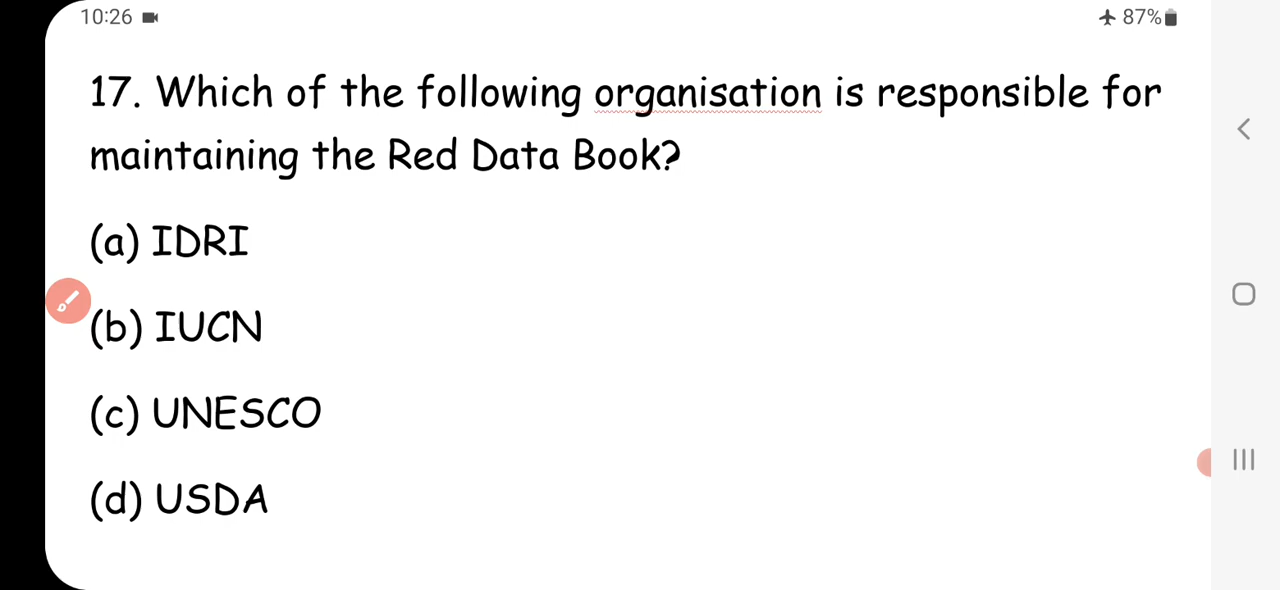 10:26
87%
17. Which of the following organisation is responsible for
maintaining the Red Data Book?
(a) IDRI
(b) IUCN
(c) UNESCO
(d) USDA